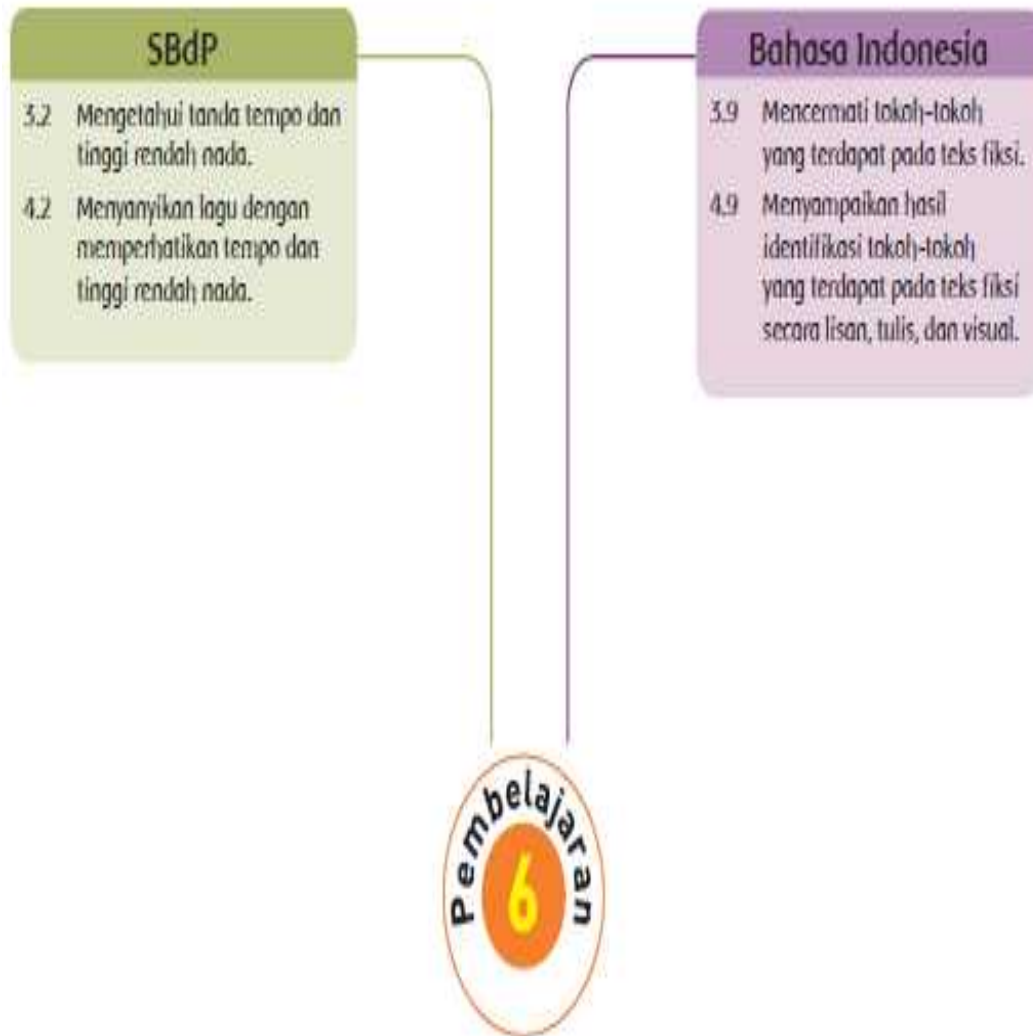 SBdP
3.2 Mengetahui tanda tempo dan
tinggi rendah nada.
4.2 Menyanyikan lagu dengan
memperhatikan tempo dan
tinggi rendah nada.
Bahasa Indonesia
3.9 Mencermati tokoh-tokoh
yang terdapat pada teks fiksi.
4.9 Menyampaikan hasil
identifikasi tokoh-tokoh
yang terdapat pada teks fiksi
secara lisan, tulis, dan visual.
Pembelajaran
6